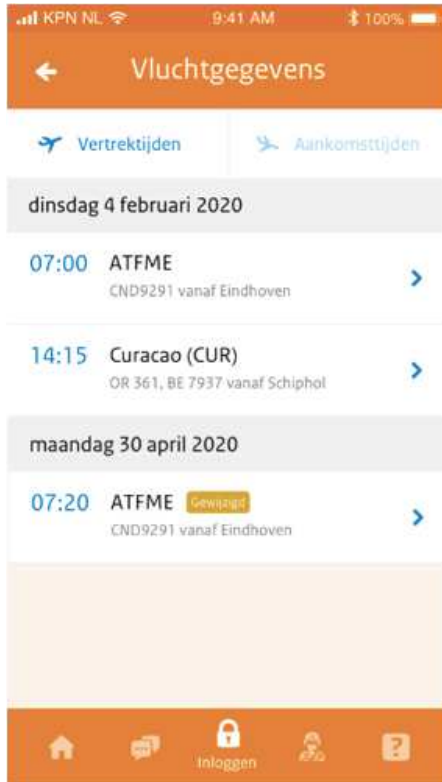 KPN NL 9:41 AM 100%
Vluchtgegevens
Vertrektijden Aankomsttijden
dinsdag 4 februari 2020
07:00 ATFME
CND9291 vanaf Eindhoven
14:15 Curacao (CUR)
OR 361, BE 7937 vanaf Schiphol
maandag 30 april 2020
07:20 ATFME Gewijzigd
CND9291 vanaf Eindhoven
Inloggen
?